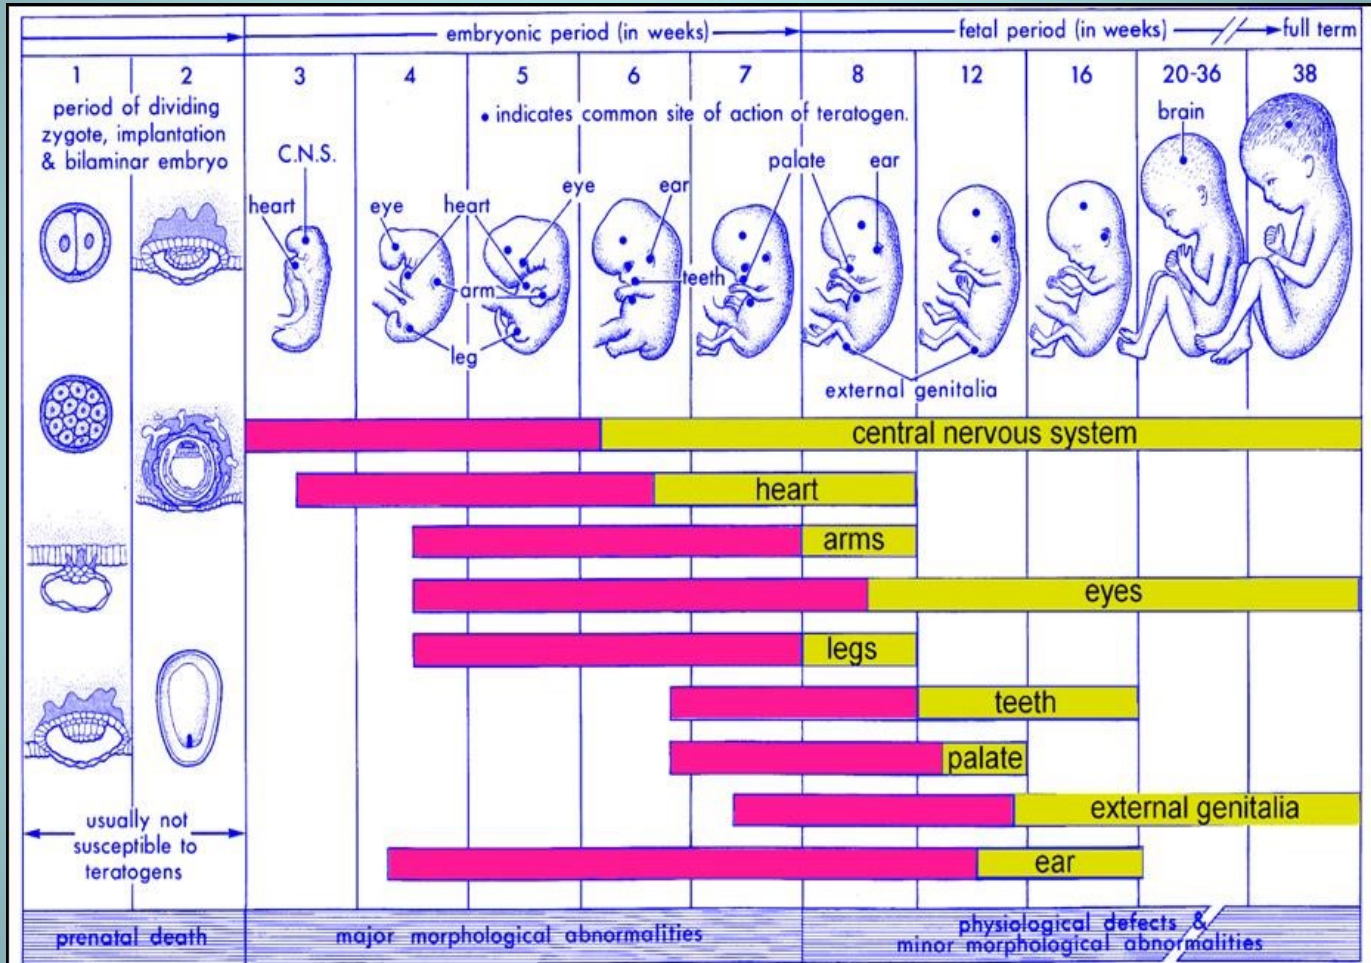 embryonic period (in weeks)
fetal period (in weeks)
full term
1
2
3
4
5
6
7
8
12
16
20-36
38
period of dividing
zygote, implantation
& bilaminar embryo
• indicates common site of action of teratogen.
C.N.S.
heart
eye
heart
arm
leg
eye
ear
teeth
palate
ear
brain
external genitalia
central nervous system
heart
arms
eyes
legs
teeth
palate
external genitalia
ear
usually not
susceptible to
teratogens
prenatal death
major morphological abnormalities
physiological defects &
minor morphological abnormalities